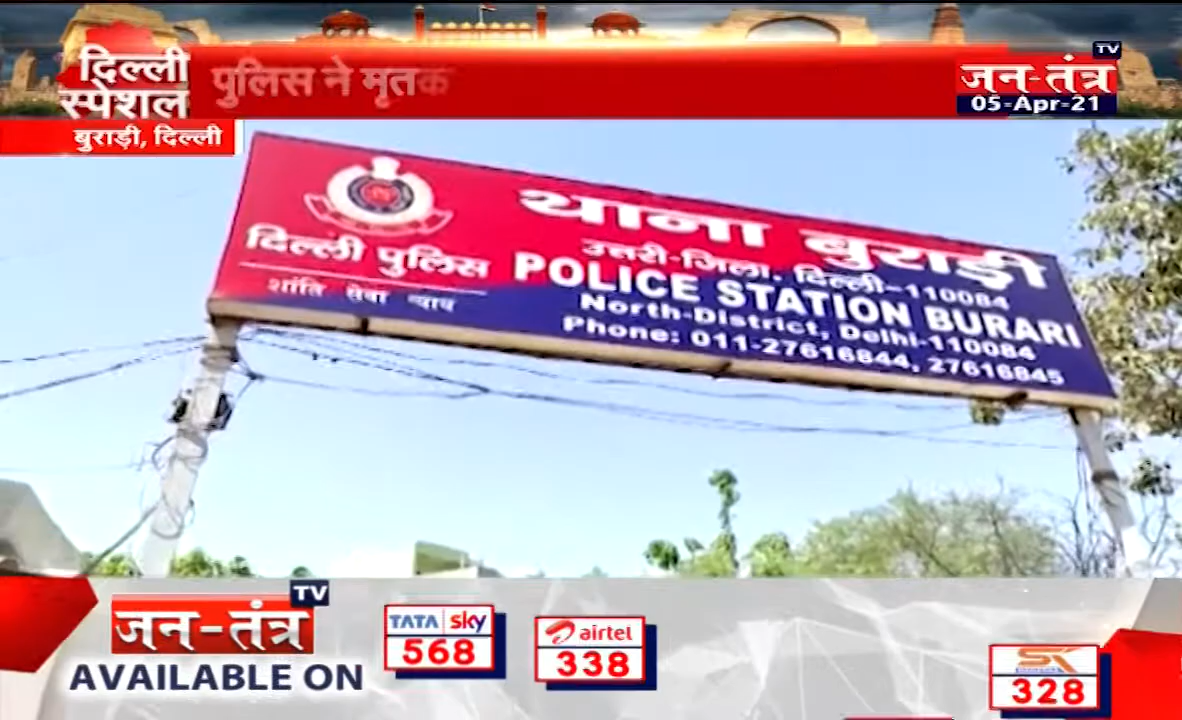 दिल्ली
स्पेशल
पुलिस ने मृतक
TV
जन-तंत्र
05-Apr-21
बुराड़ी, दिल्ली
थाना बुराड़ी
उत्तरी-जिला. दिल्ली-110084
दिल्ली पुलिस
शांति सेवा न्याय
POLICE STATION BURARI
North-District, Delhi-110084
Phone: 011-27616844, 27616845
TV
जन-तंत्र
AVAILABLE ON
TATA sky
568
airtel
338
SK
328